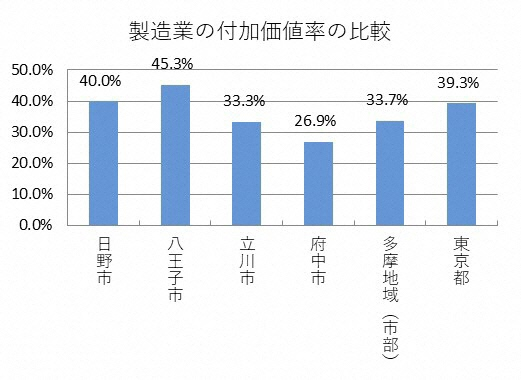 製造業の付加価値率の比較
50.0%
40.0%
30.0%
20.0%
10.0%
0.0%
40.0%
45.3%
33.3%
26.9%
33.7%
39.3%
日野市
八王子市
立川市
府中市
多摩地域（市部）
東京都